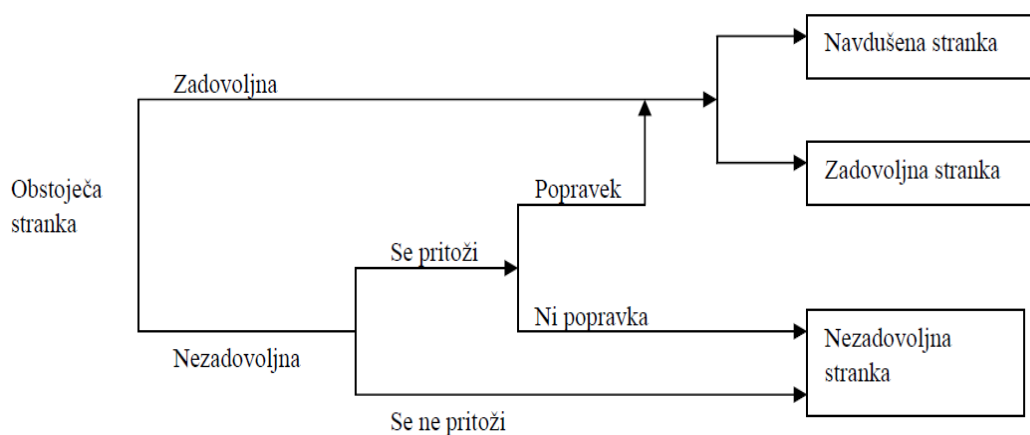 Navdušena stranka
Zadovoljna
Zadovoljna stranka
Obstoječa
stranka
Popravek
Se pritoži
Ni popravka
Nezadovoljna
stranka
Nezadovoljna
Se ne pritoži